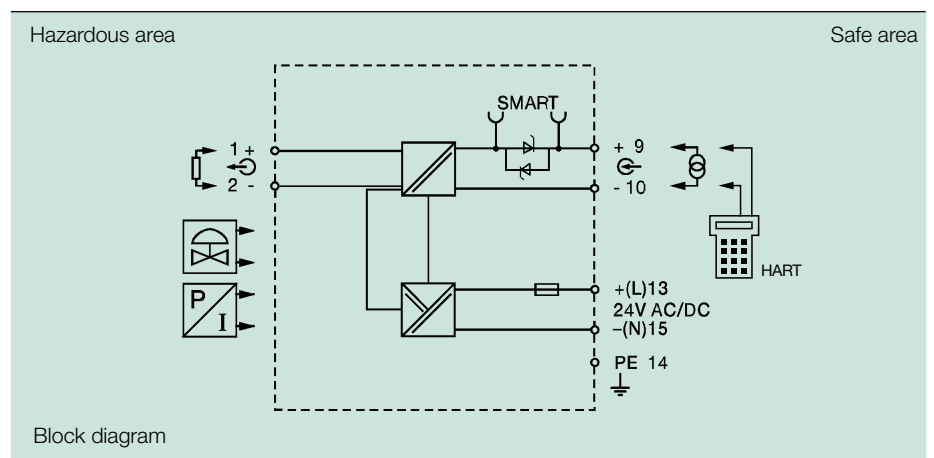 Hazardous area
Safe area
SMART
1 +
2 -
+ 9
- 10
HART
P
I
+(L)13
24V AC/DC
–(N)15
PE 14
Block diagram